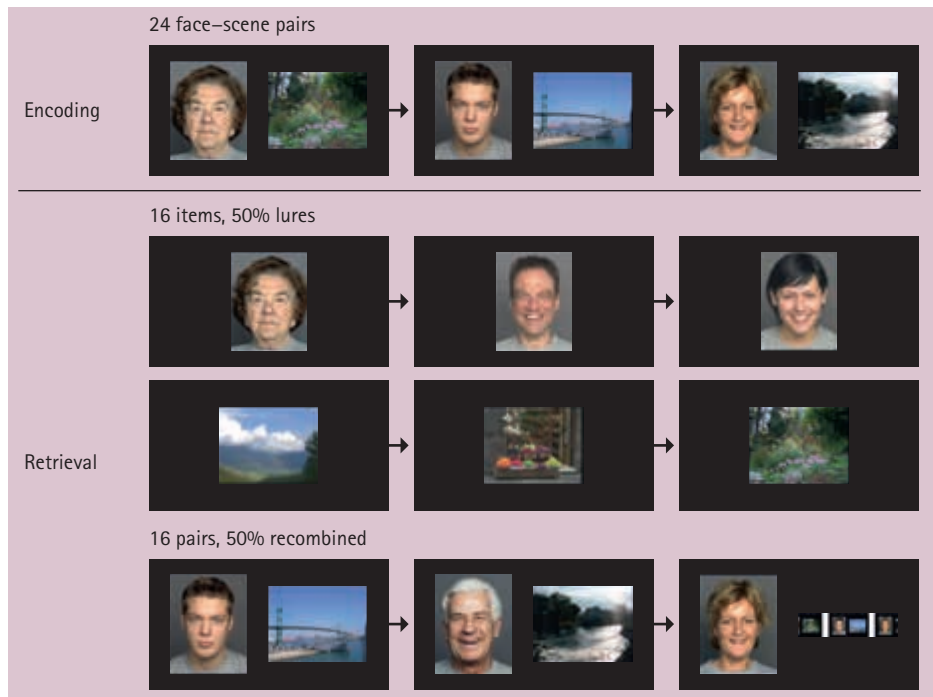 24 face–scene pairs
Encoding
16 items, 50% lures
Retrieval
16 pairs, 50% recombined